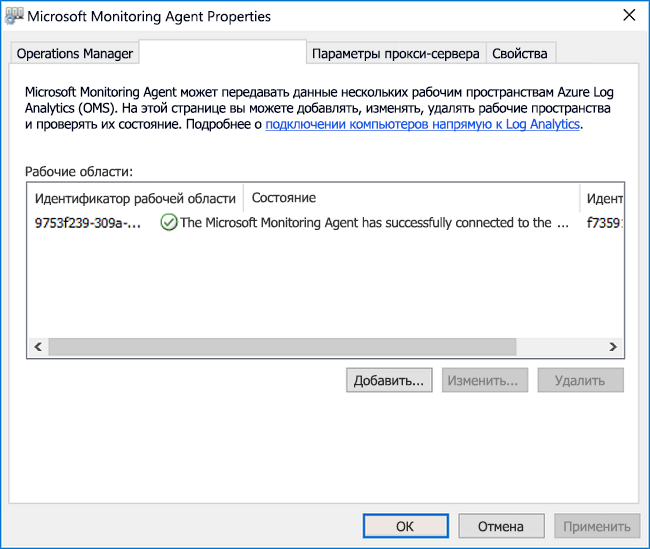 Microsoft Monitoring Agent Properties
Operations Manager
Параметры прокси-сервера
Свойства
Microsoft Monitoring Agent может передавать данные нескольких рабочим пространствам Azure Log
Analytics (OMS). На этой странице вы можете добавлять, изменять, удалять рабочие пространства
и проверять их состояние. Подробнее о подключении компьютеров напрямую к Log Analytics.
Рабочие области:
Идентификатор рабочей области Состояние Идент
9753f239-309a-... The Microsoft Monitoring Agent has successfully connected to the ... f7359
Добавить... Изменить... Удалить
ОК Отмена Применить